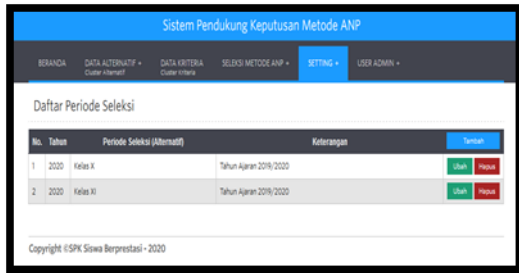 Sistem Pendukung Keputusan Metode ANP
BERANDA DATA ALTERNATIF + DATA KRITERIA SELEKSI METODE ANP + SETTING + USER ADMIN +
Cluster Alternatif Cluster Kriteria
Daftar Periode Seleksi
No. Tahun Periode Seleksi (Alternatif) Keterangan Tambah
1 2020 Kelas X Tahun Ajaran 2019/2020 Ubah Hapus
2 2020 Kelas XI Tahun Ajaran 2019/2020 Ubah Hapus
Copyright ©SPK Siswa Berprestasi - 2020